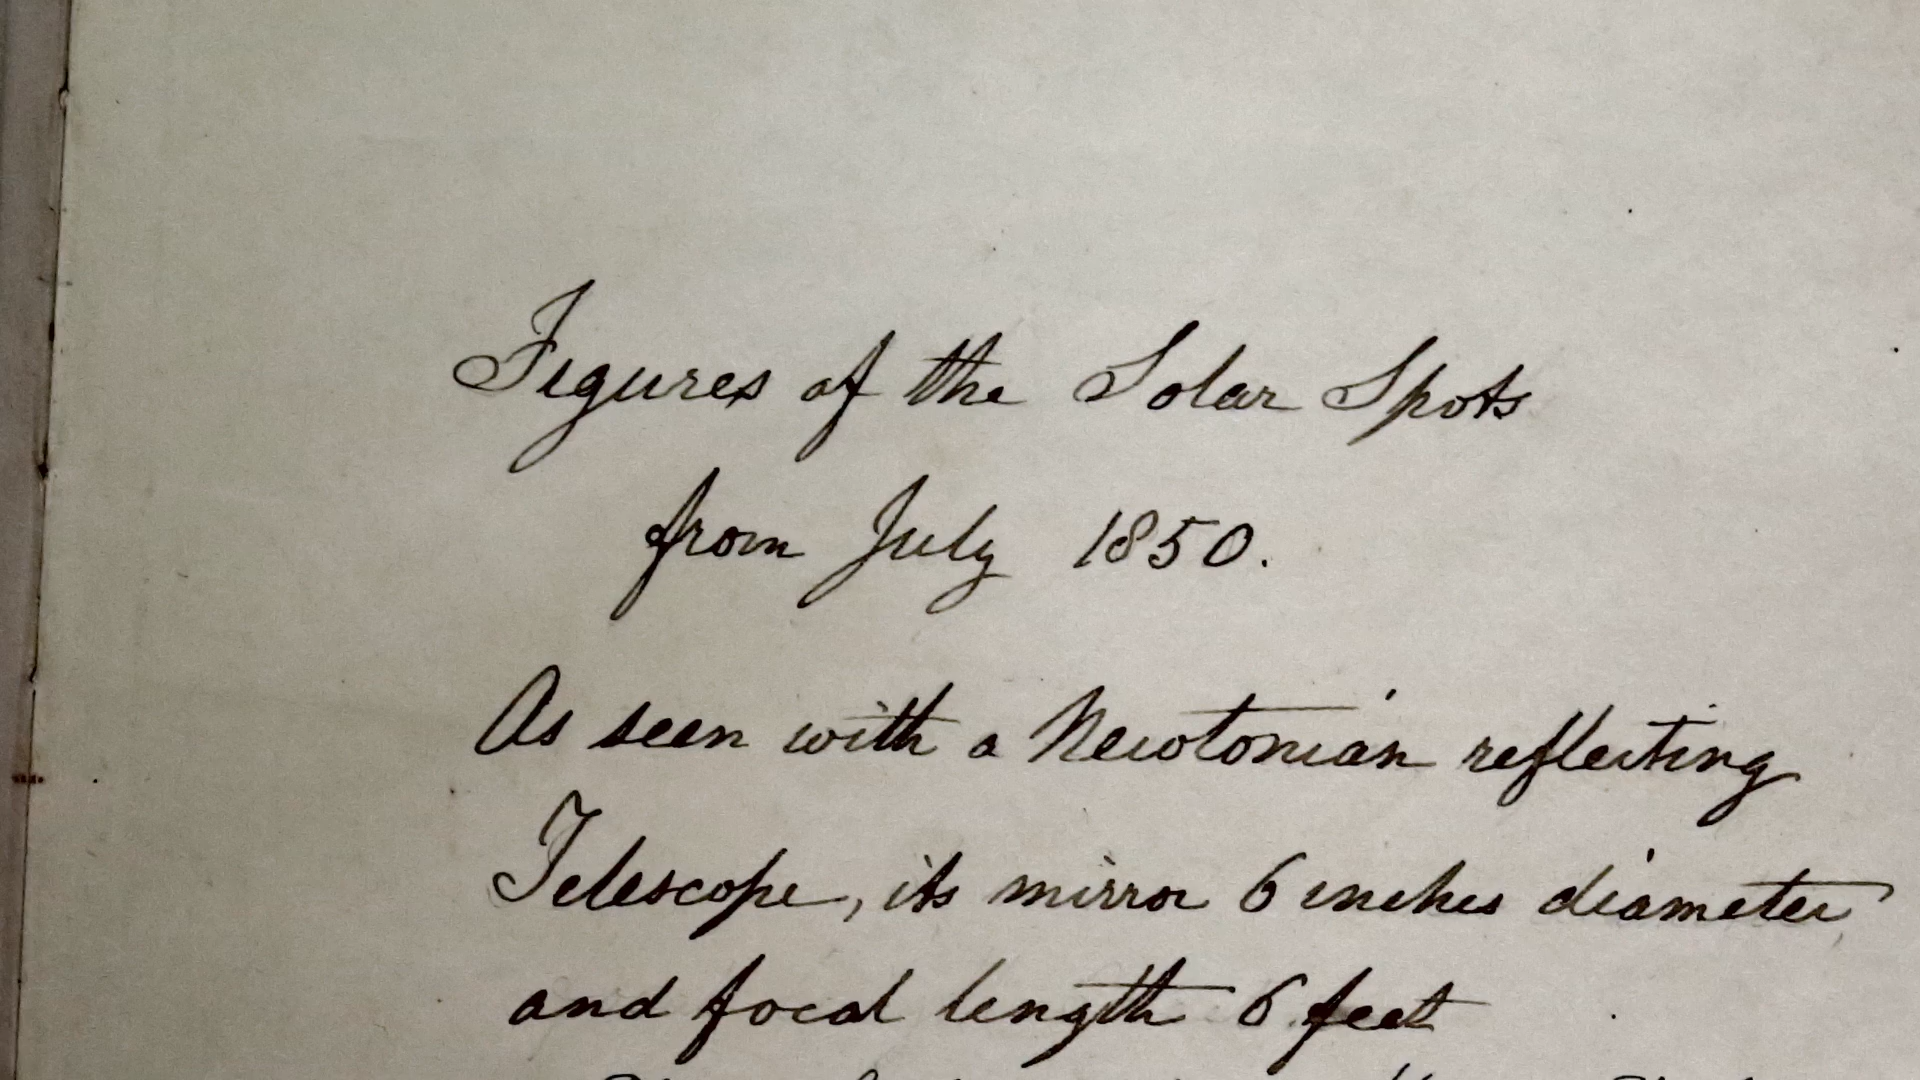 Figures of the Solar Spots
from July 1850.
As seen with a Newtonian reflecting
Telescope, its mirror 6 inches diameter
and focal length 6 feet